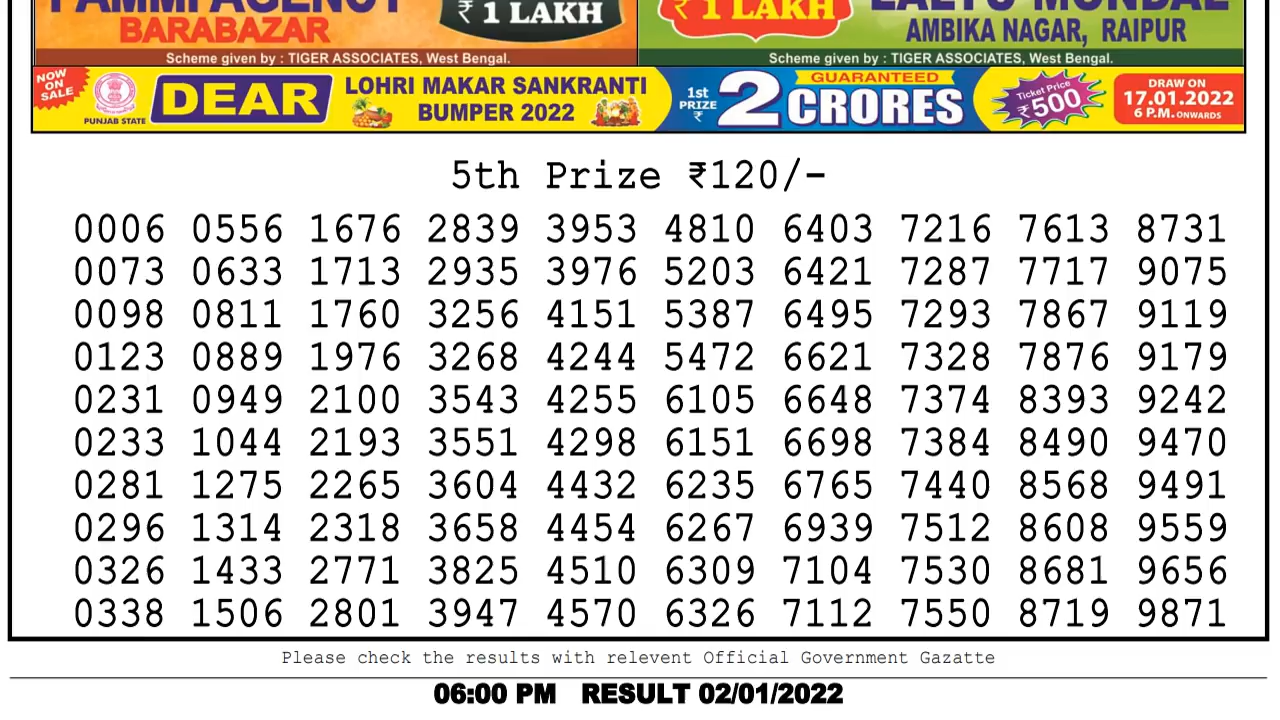 ₹ 1 LAKH
BARABAZAR
Scheme given by : TIGER ASSOCIATES, West Bengal.
₹ 1 LAKH
AMBIKA NAGAR, RAIPUR
Scheme given by : TIGER ASSOCIATES, West Bengal.
NOW
ON
SALE
PUNJAB STATE
DEAR
LOHRI MAKAR SANKRANTI
BUMPER 2022
1st
PRIZE
₹
2
GUARANTEED
CRORES
Ticket Price
₹500
DRAW ON
17.01.2022
6 P.M. ONWARDS
5th Prize ₹120/-
0006 0556 1676 2839 3953 4810 6403 7216 7613 8731
0073 0633 1713 2935 3976 5203 6421 7287 7717 9075
0098 0811 1760 3256 4151 5387 6495 7293 7867 9119
0123 0889 1976 3268 4244 5472 6621 7328 7876 9179
0231 0949 2100 3543 4255 6105 6648 7374 8393 9242
0233 1044 2193 3551 4298 6151 6698 7384 8490 9470
0281 1275 2265 3604 4432 6235 6765 7440 8568 9491
0296 1314 2318 3658 4454 6267 6939 7512 8608 9559
0326 1433 2771 3825 4510 6309 7104 7530 8681 9656
0338 1506 2801 3947 4570 6326 7112 7550 8719 9871
Please check the results with relevent Official Government Gazatte
06:00 PM RESULT 02/01/2022